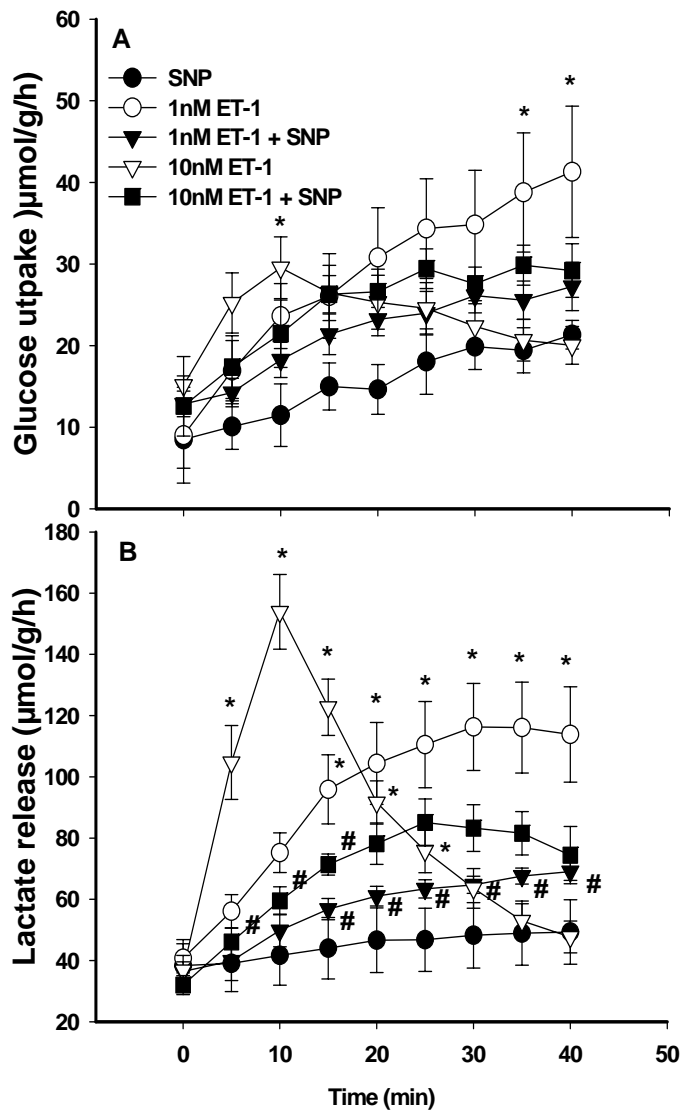 60
A
SNP
1nM ET-1
1nM ET-1 + SNP
10nM ET-1
10nM ET-1 + SNP
* *
*
50
40
30
20
10
0
Glucose utpake )µmol/g/h)
180
B
160
140
120
100
80
60
40
20
Lactate release (µmol/g/h)
*
* * * * * * *
* * *
# # #
# # # # # #
0 10 20 30 40 50
Time (min)